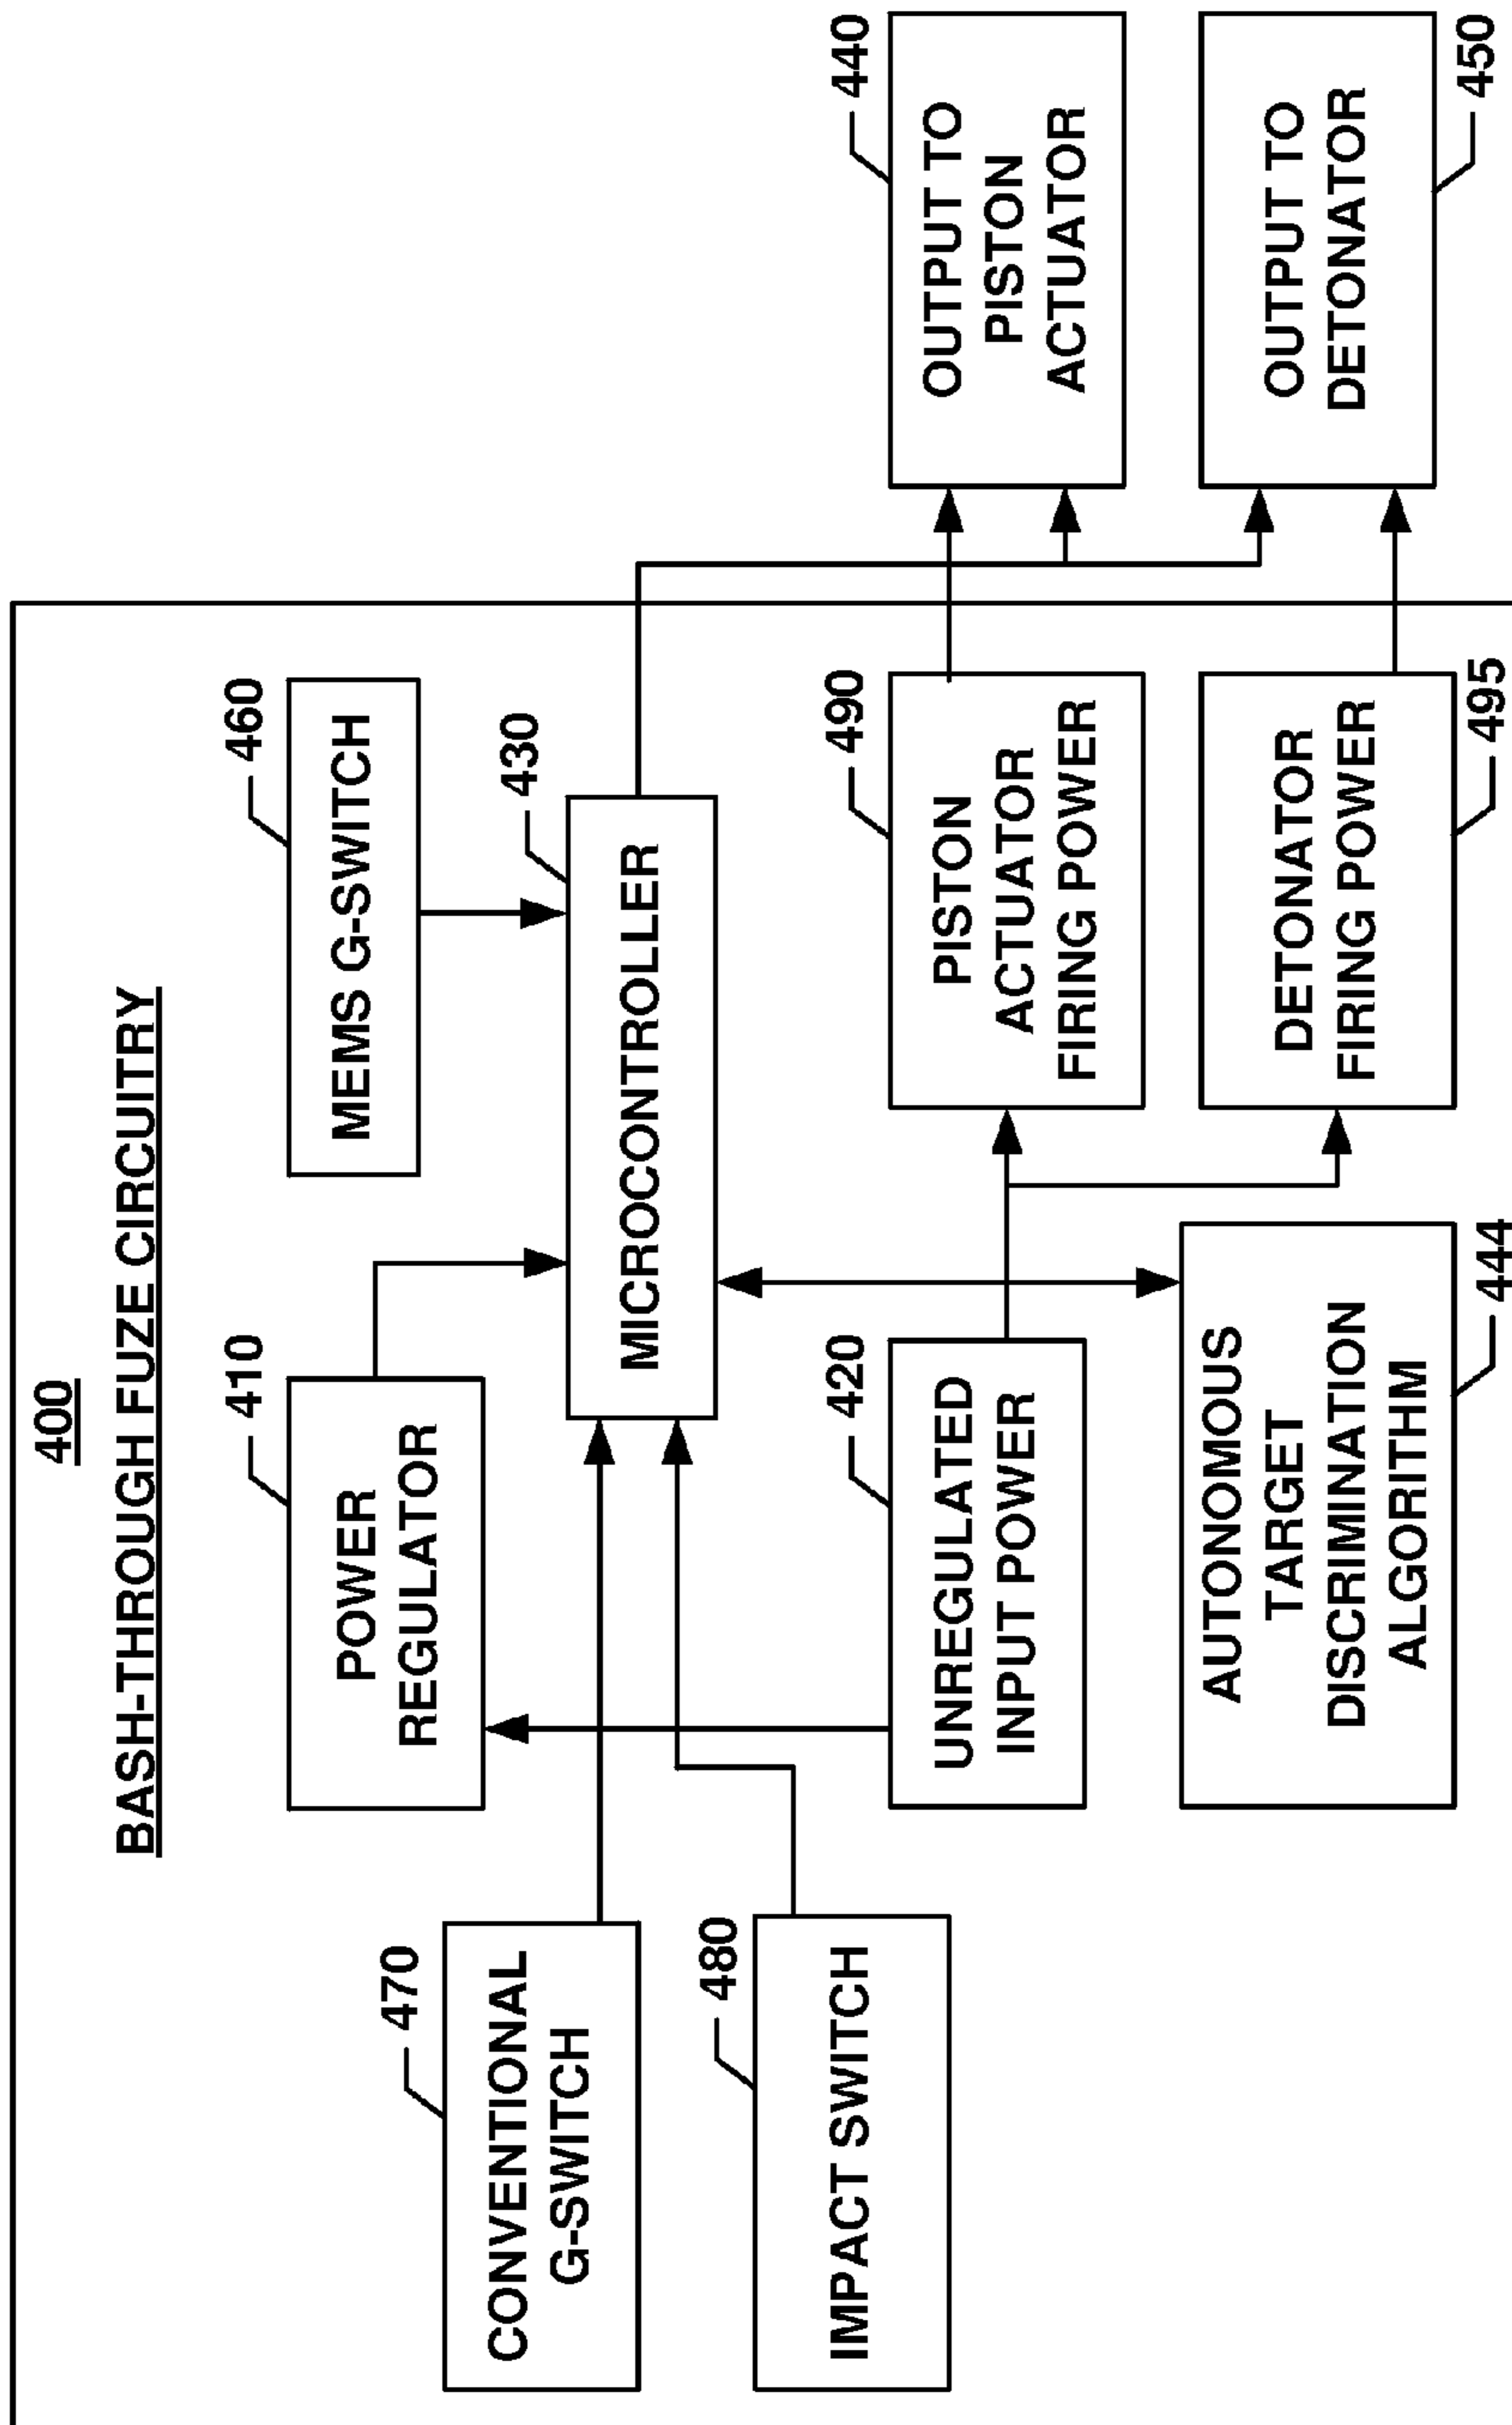 400
BASH-THROUGH FUZE CIRCUITRY
410
POWER
REGULATOR
460
MEMS G-SWITCH
470
CONVENTIONAL
G-SWITCH
430
MICROCONTROLLER
480
IMPACT SWITCH
420
UNREGULATED
INPUT POWER
490
PISTON
ACTUATOR
FIRING POWER
440
OUTPUT TO
PISTON
ACTUATOR
AUTONOMOUS
TARGET
DISCRIMINATION
ALGORITHM
444
DETONATOR
FIRING POWER
495
OUTPUT TO
DETONATOR
450